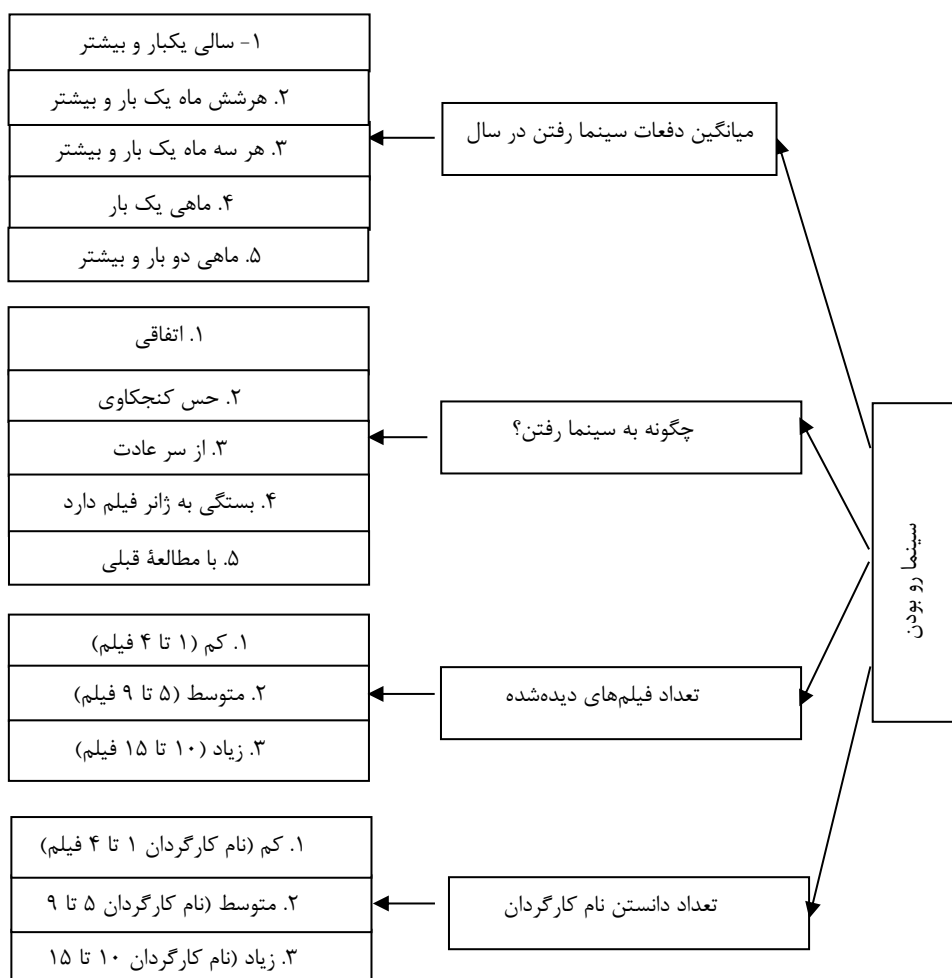 سینما رو بودن
میانگین دفعات سینما رفتن در سال
۱- سالی یکبار و بیشتر
۲. هرشش ماه یک بار و بیشتر
۳. هر سه ماه یک بار و بیشتر
۴. ماهی یک بار
۵. ماهی دو بار و بیشتر
چگونه به سینما رفتن؟
۱. اتفاقی
۲. حس کنجکاوی
۳. از سر عادت
۴. بستگی به ژانر فیلم دارد
۵. با مطالعۀ قبلی
تعداد فیلم‌های دیده‌شده
۱. کم (۱ تا ۴ فیلم)
۲. متوسط (۵ تا ۹ فیلم)
۳. زیاد (۱۰ تا ۱۵ فیلم)
تعداد دانستن نام کارگردان
۱. کم (نام کارگردان ۱ تا ۴ فیلم)
۲. متوسط (نام کارگردان ۵ تا ۹
۳. زیاد (نام کارگردان ۱۰ تا ۱۵